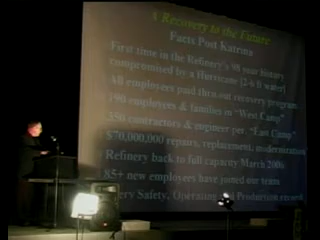 A Recovery to the Future
Facts Post Katrina
First time in the Refinery's 90 year history
compromised by a Hurricane (2-6 ft water)
All employees paid thru out recovery program
190 employees & families in "West Camp"
350 contractors & engineer per "East Camp"
$70,000,000 repairs, replacement, modernization
Refinery back to full capacity March 2006
85+ new employees have joined our team
Safety, Operating and Production record